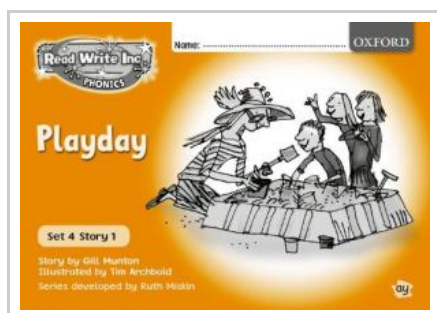 Read Write Inc.
PHONICS
Name:
OXFORD
Playday
Set 4 Story 1
Story by Gill Munton
Illustrated by Tim Archbold
Series developed by Ruth Miskin
ay